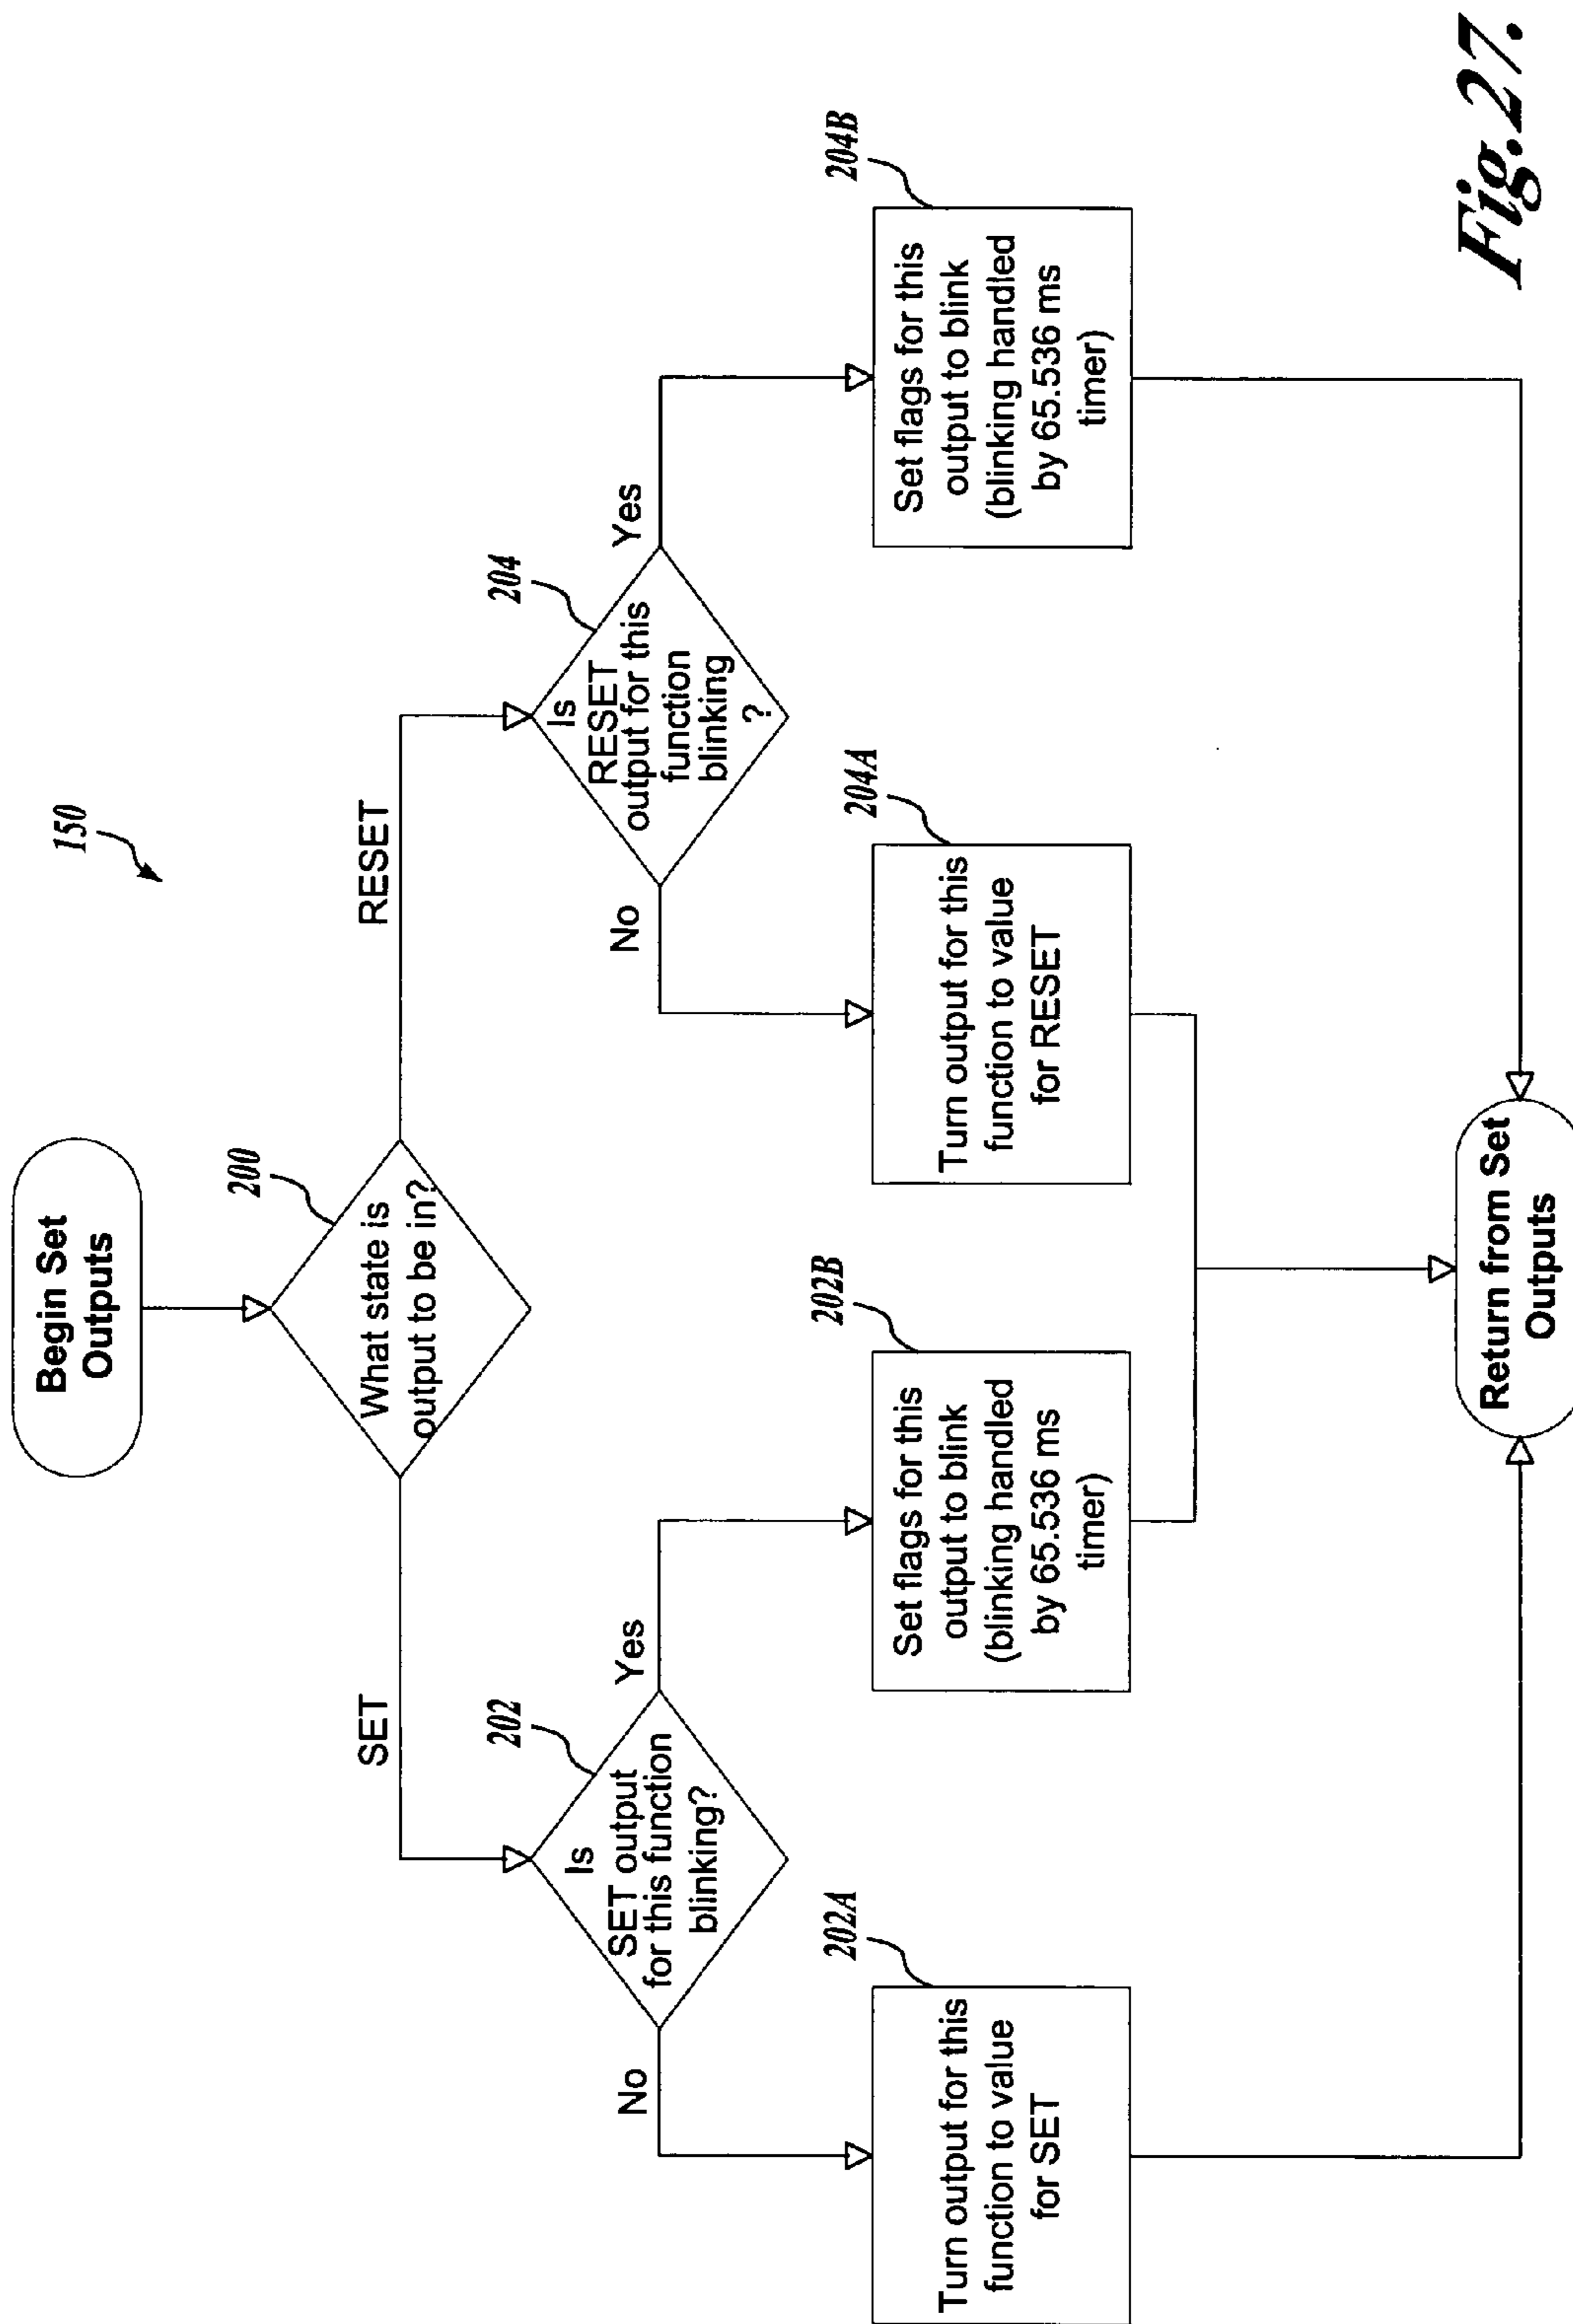 150
Begin Set
Outputs
200
What state is
output to be in?
SET
RESET
202
Is
SET output
for this function
blinking?
No
Yes
204
Is
RESET
output for this
function
blinking
?
No
Yes
202A
Turn output for this
function to value
for SET
202B
Set flags for this
output to blink
(blinking handled
by 65.536 ms
timer)
204A
Turn output for this
function to value
for RESET
204B
Set flags for this
output to blink
(blinking handled
by 65.536 ms
timer)
Return from Set
Outputs
Fig.27.